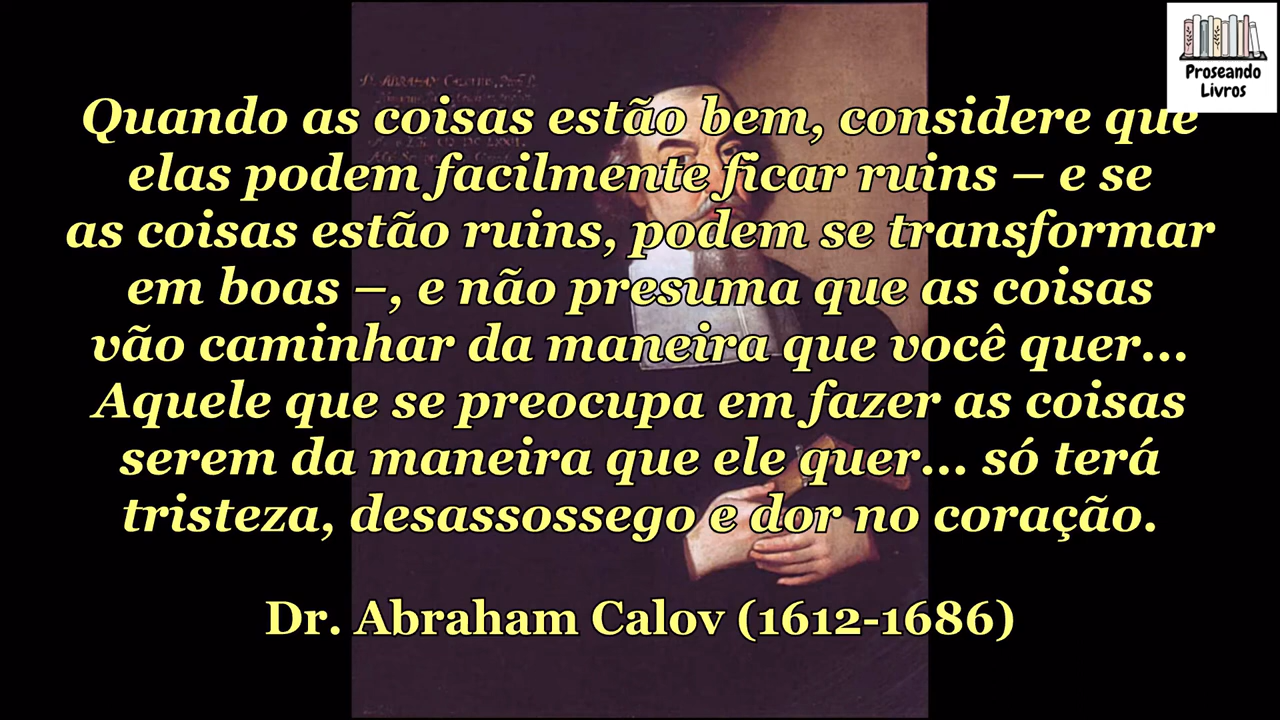 Proseando
Livros
ABRAHAM
Quando as coisas estão bem, considere que
elas podem facilmente ficar ruins – e se
as coisas estão ruins, podem se transformar
em boas –, e não presuma que as coisas
vão caminhar da maneira que você quer...
Aquele que se preocupa em fazer as coisas
serem da maneira que ele quer... só terá
tristeza, desassossego e dor no coração.
Dr. Abraham Calov (1612-1686)